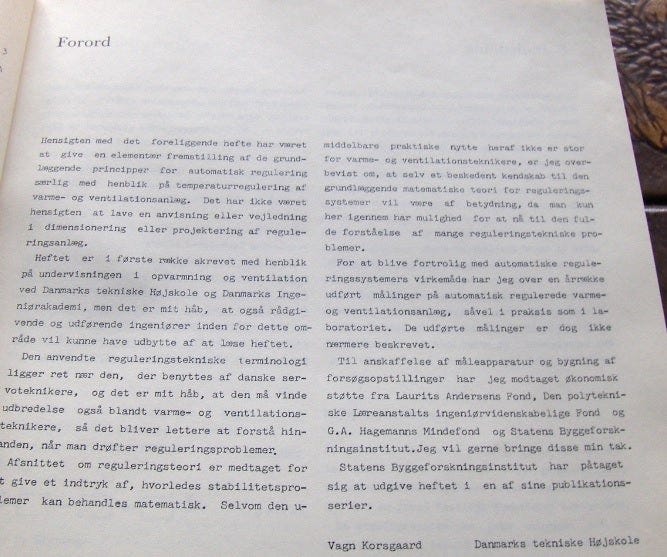 Forord
Hensigten med det foreliggende hefte har været
at give en elementær fremstilling af de grund-
læggende principper for automatisk regulering
særlig med henblik på temperaturregulering af
varme- og ventilationsanlæg. Det har ikke været
hensigten at lave en anvisning eller vejledning
i dimensionering eller projektering af regule-
ringsanlæg.
Heftet er i første række skrevet med henblik
på undervisningen i opvarmning og ventilation
ved Danmarks tekniske Højskole og Danmarks Inge-
niørakademi, men det er mit håb, at også rådgi-
vende og udførende ingeniører inden for dette om-
råde vil kunne have udbytte af at læse heftet.
Den anvendte reguleringstekniske terminologi
ligger ret nær den, der benyttes af danske ser-
voteknikere, og det er mit håb, at den må vinde
udbredelse også blandt varme- og ventilations-
teknikere, så det bliver lettere at forstå hin-
anden, når man drøfter reguleringsproblemer.
Afsnittet om reguleringsteori er medtaget for
t give et indtryk af, hvorledes stabilitetspro-
lemer kan behandles matematisk. Selvom den u-
middelbare praktiske nytte heraf ikke er stor
for varme- og ventilationsteknikere, er jeg over-
bevist om, at selv et beskedent kendskab til den
grundlæggende matematiske teori for regulerings-
systemer vil være af betydning, da man kun
her igennem har mulighed for at nå til den ful-
de forståelse af mange reguleringstekniske pro-
blemer.
For at blive fortrolig med automatiske regule-
ringssystemers virkemåde har jeg over en årrække
udført målinger på automatisk regulerede varme-
og ventilationsanlæg, såvel i praksis som i la-
boratoriet. De udførte målinger er dog ikke
nærmere beskrevet.
Til anskaffelse af måleapparatur og bygning af
forsøgsopstillinger har jeg modtaget økonomisk
støtte fra Laurits Andersens Fond, Den polytekni-
ske Læreanstalts ingeniørvidenskabelige Fond og
G.A. Hagemanns Mindefond og Statens Byggeforsk-
ningsinstitut.Jeg vil gerne bringe disse min tak.
Statens Byggeforskningsinstitut har påtaget
sig at udgive heftet i en af sine publikations-
serier.
Vagn Korsgaard Danmarks tekniske Højskole